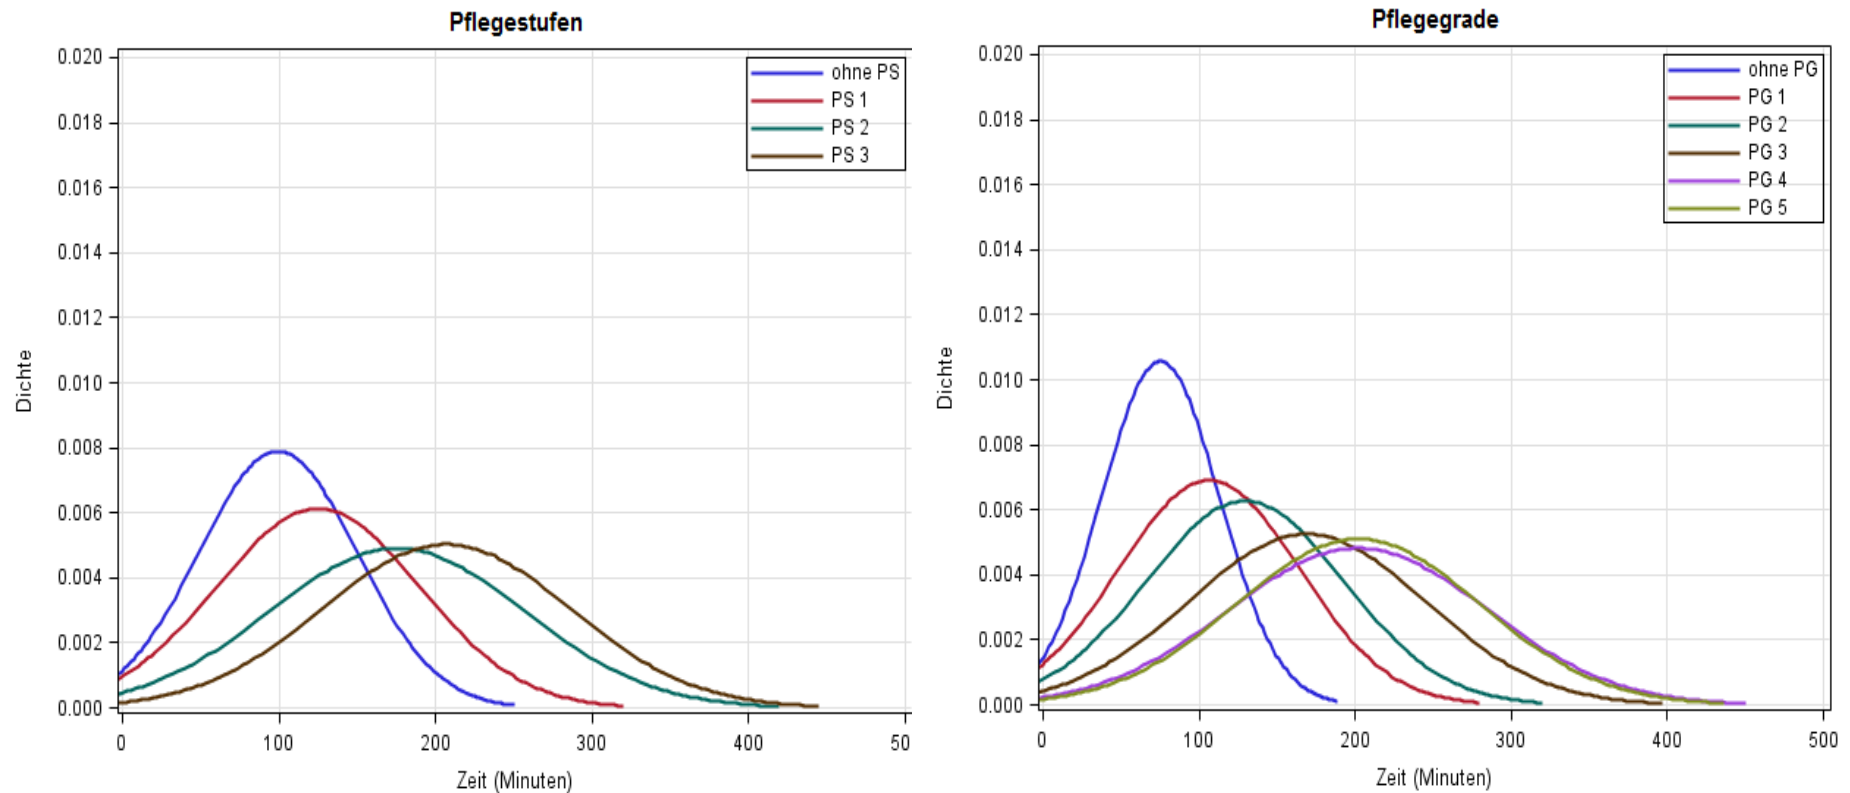 Pflegestufen
0.020
0.018
0.016
0.014
0.012
0.010
0.008
0.006
0.004
0.002
0.000
Dichte
ohne PS
PS 1
PS 2
PS 3
0 100 200 300 400 50
Zeit (Minuten)
Pflegegrade
0.020
0.018
0.016
0.014
0.012
0.010
0.008
0.006
0.004
0.002
0.000
Dichte
ohne PG
PG 1
PG 2
PG 3
PG 4
PG 5
0 100 200 300 400 500
Zeit (Minuten)